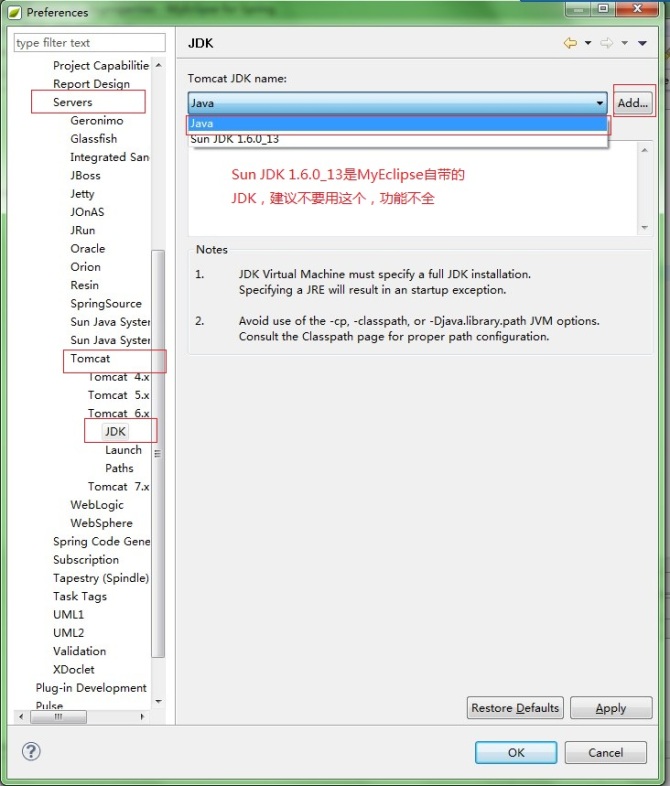 Preferences
type filter text
Project Capabilitie
Report Design
Servers
Geronimo
Glassfish
Integrated San
JBoss
Jetty
JOnAS
JRun
Oracle
Orion
Resin
SpringSource
Sun Java System
Sun Java System
Tomcat
Tomcat 4.x
Tomcat 5.x
Tomcat 6.x
JDK
Launch
Paths
Tomcat 7.x
WebLogic
WebSphere
Spring Code Gene
Subscription
Tapestry (Spindle)
Task Tags
UML1
UML2
Validation
XDoclet
Plug-in Development
Pulse
JDK
Tomcat JDK name:
Java
Add...
Java
Sun JDK 1.6.0_13
Sun JDK 1.6.0_13是MyEclipse自带的
JDK，建议不要用这个，功能不全
Notes
1. JDK Virtual Machine must specify a full JDK installation.
Specifying a JRE will result in an startup exception.
2. Avoid use of the -cp, -classpath, or -Djava.library.path JVM options.
Consult the Classpath page for proper path configuration.
Restore Defaults
Apply
OK
Cancel